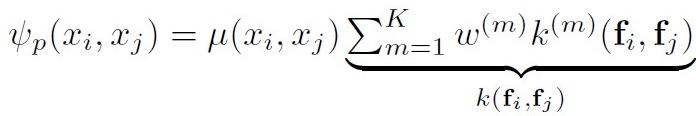 ψ_p(x_i, x_j) = μ(x_i, x_j) ∑_{m=1}^{K} w^{(m)} k^{(m)}(𝐟_i, 𝐟_j)
k(𝐟_i,𝐟_j)